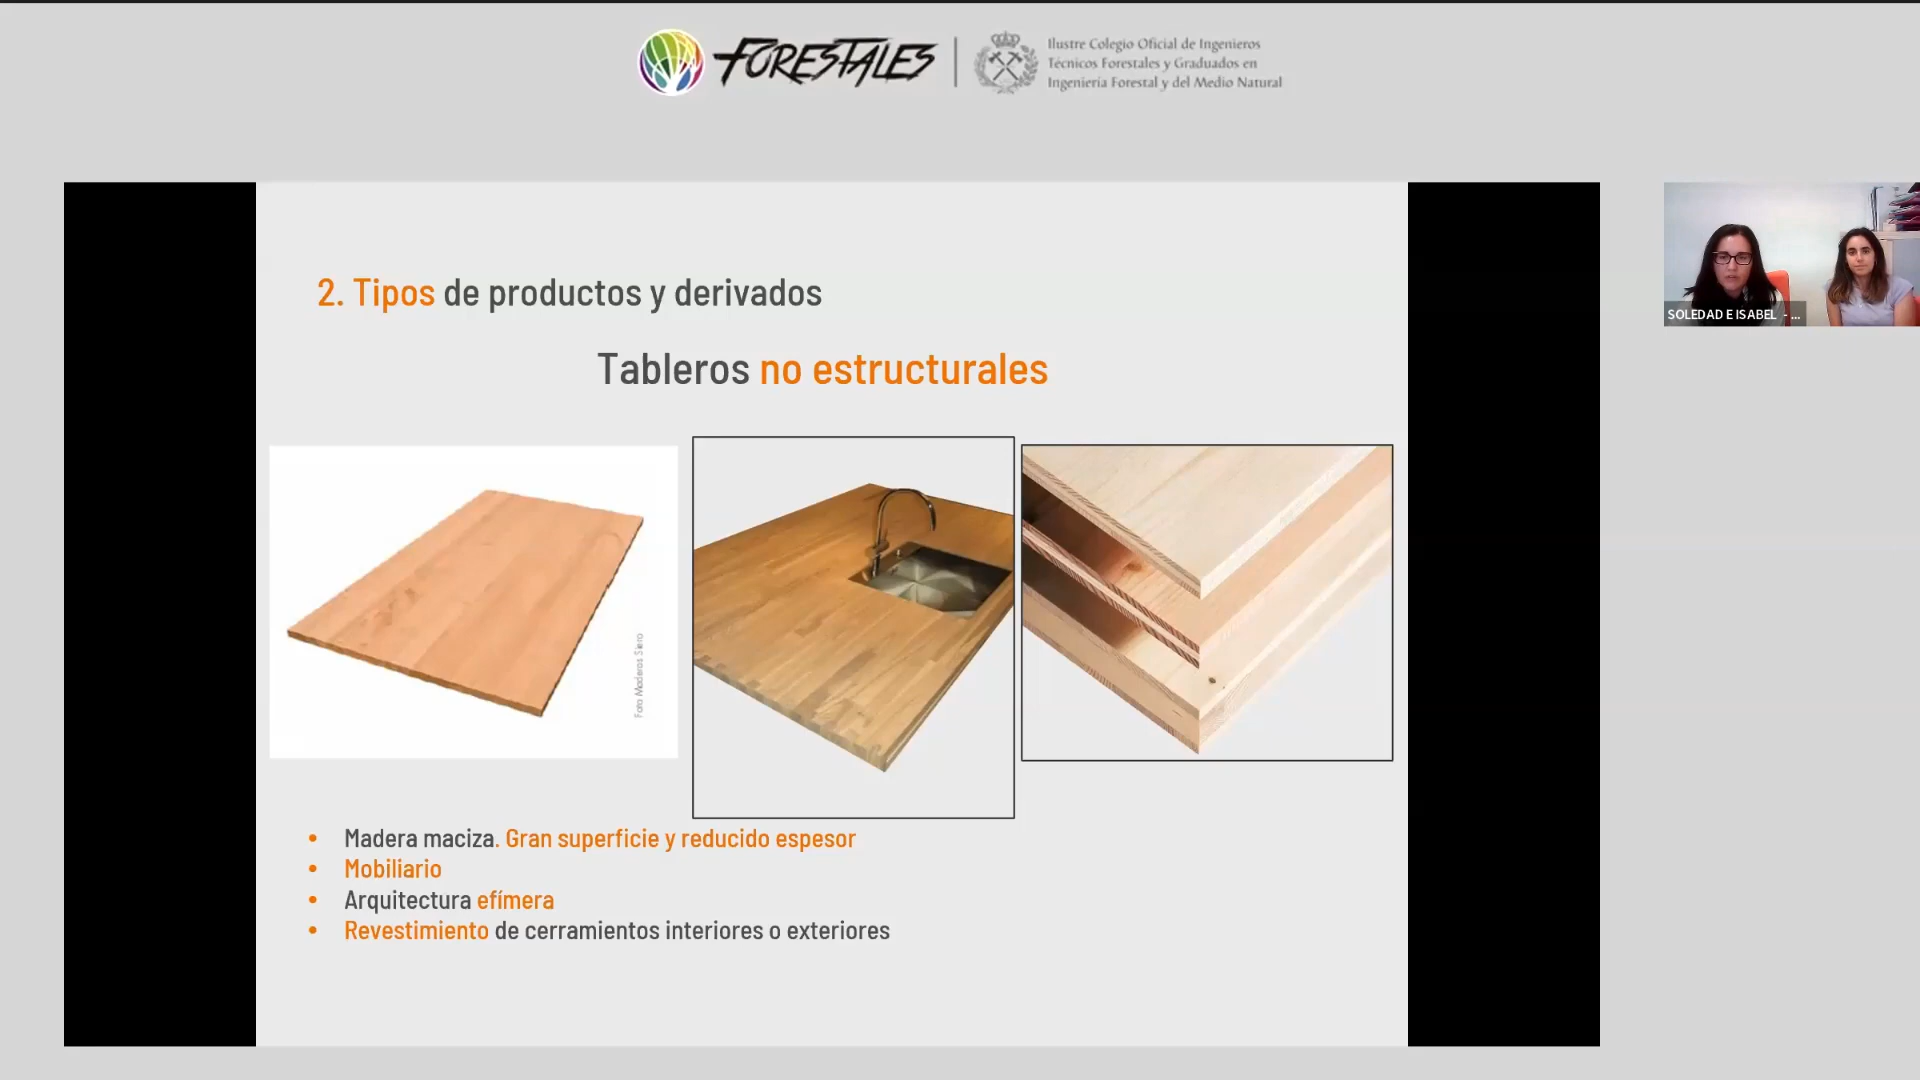 FORESTALES
Ilustre Colegio Oficial de Ingenieros
Técnicos Forestales y Graduados en
Ingeniería Forestal y del Medio Natural
SOLEDAD E ISABEL - ...
2. Tipos de productos y derivados
Tableros no estructurales
Foto Maderas Siero
• Madera maciza. Gran superficie y reducido espesor
• Mobiliario
• Arquitectura efímera
• Revestimiento de cerramientos interiores o exteriores